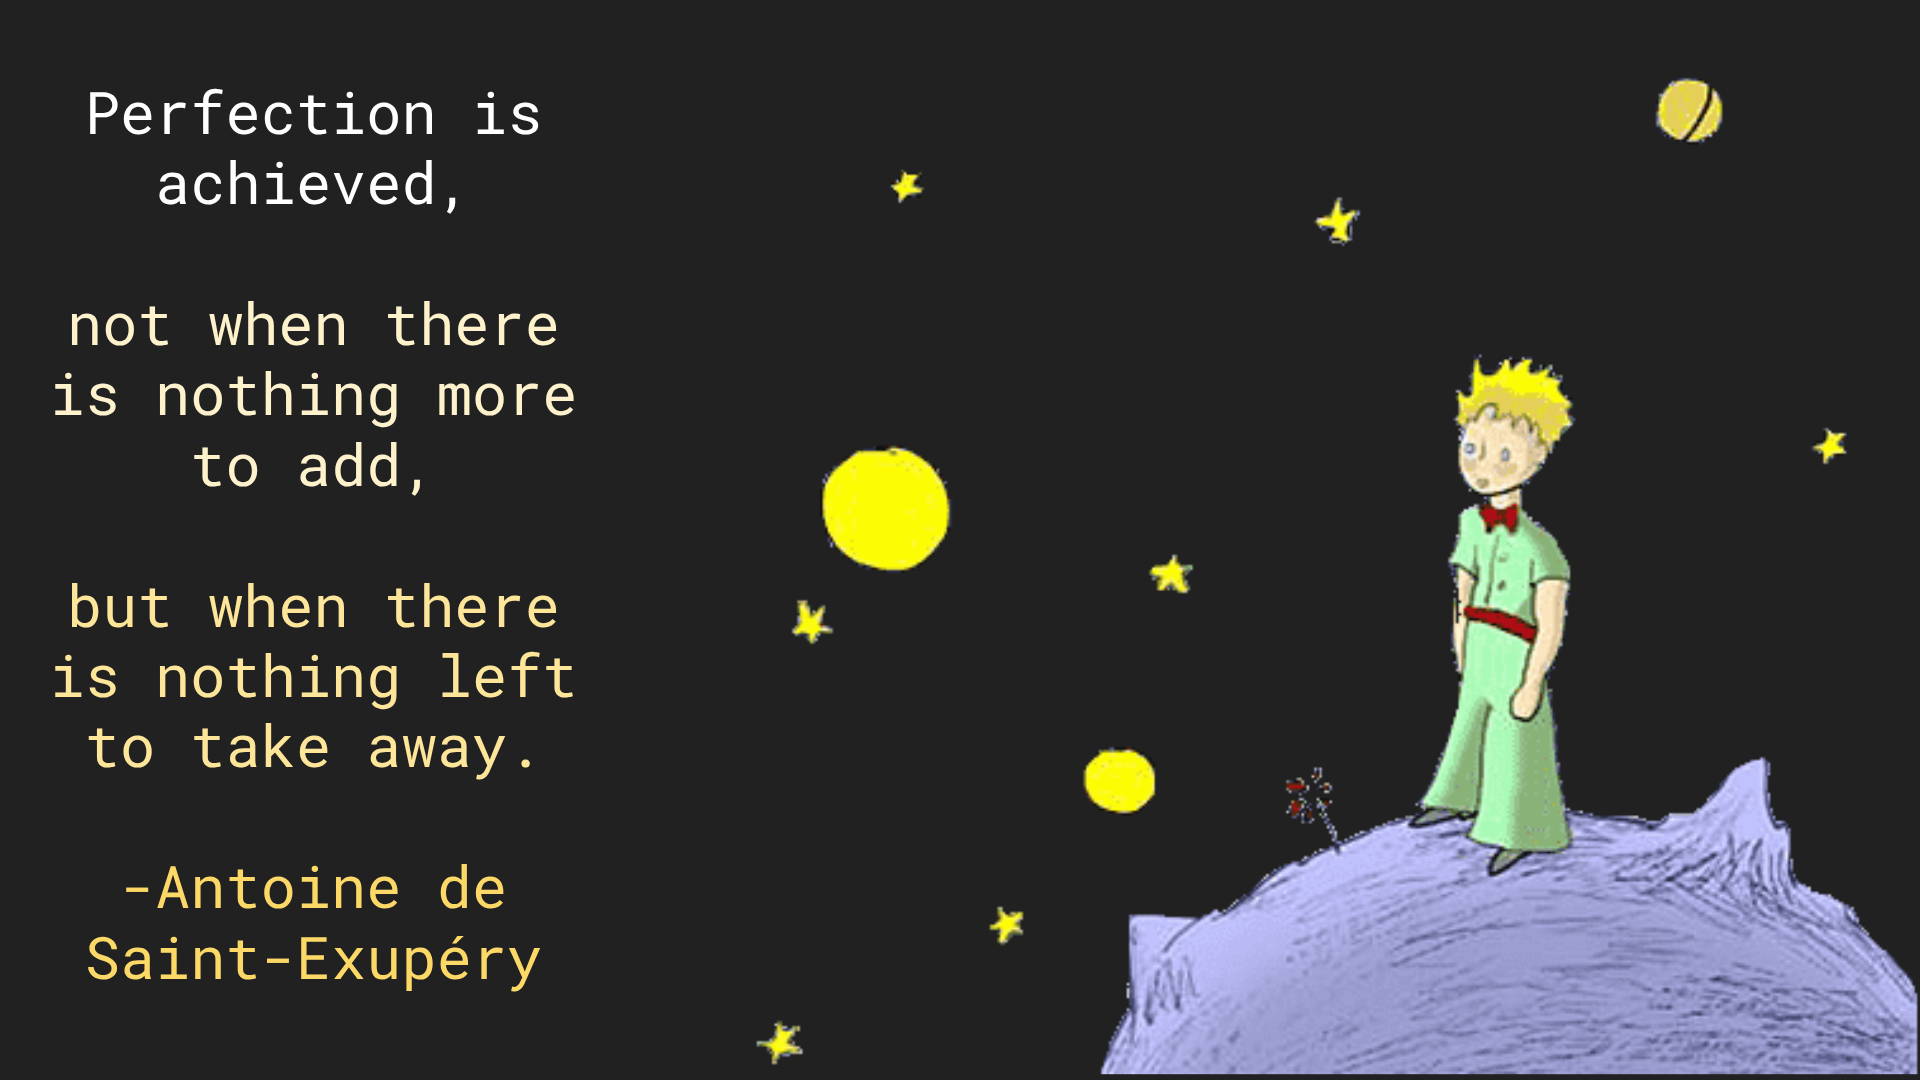 Perfection is
achieved,
not when there
is nothing more
to add,
but when there
is nothing left
to take away.
-Antoine de
Saint-Exupéry